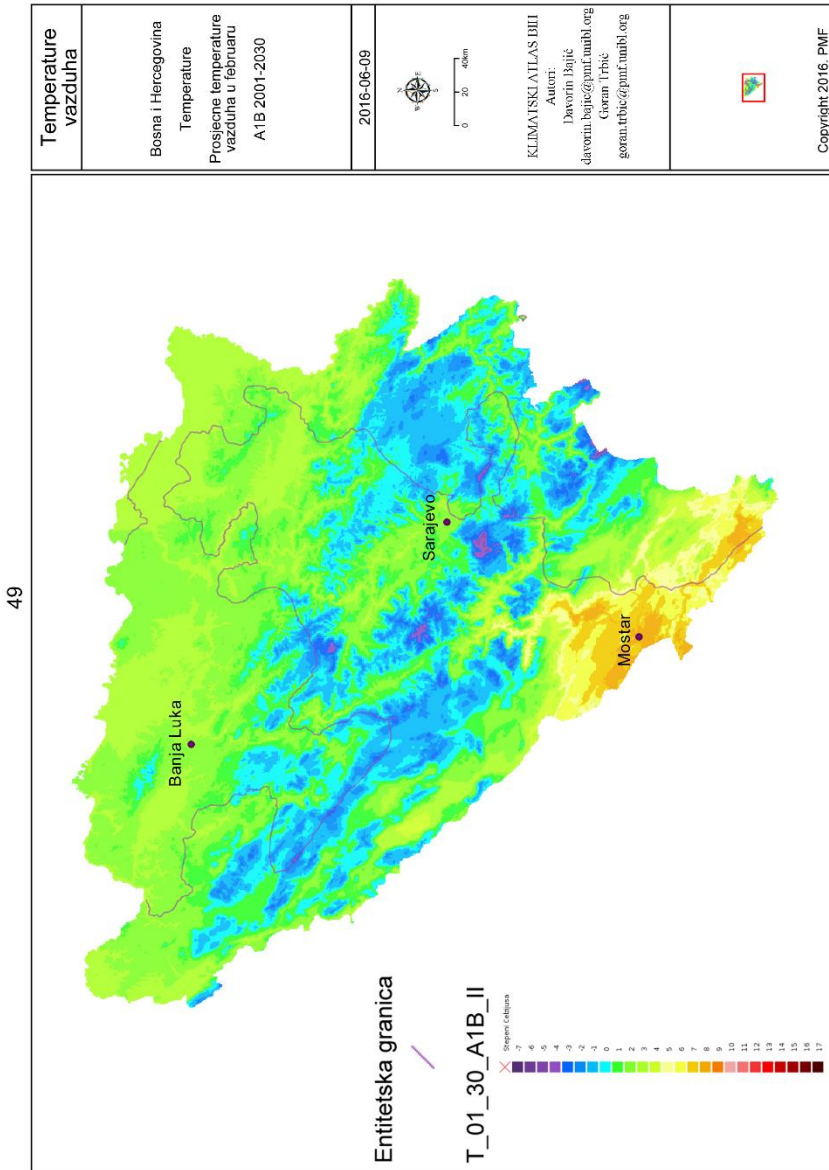 49
Temperature
vazduha
Bosna i Hercegovina
Temperature
Prosjecne temperature
vazduha u februaru
A1B 2001-2030
2016-06-09
N
W
E
S
0 20 40km
KLIMATSKI ATLAS BIH
Autori:
Davorin Bajić
davorin.bajic@pmf.unibl.org
Goran Trbić
goran.trbic@pmf.unibl.org
Copyright 2016. PMF
Banja Luka
Sarajevo
Mostar
Entitetska granica
T_01_30_A1B_II
Stepeni Celzijusa
-7
-6
-5
-4
-3
-2
-1
0
1
2
3
4
5
6
7
8
9
10
11
12
13
14
15
16
17